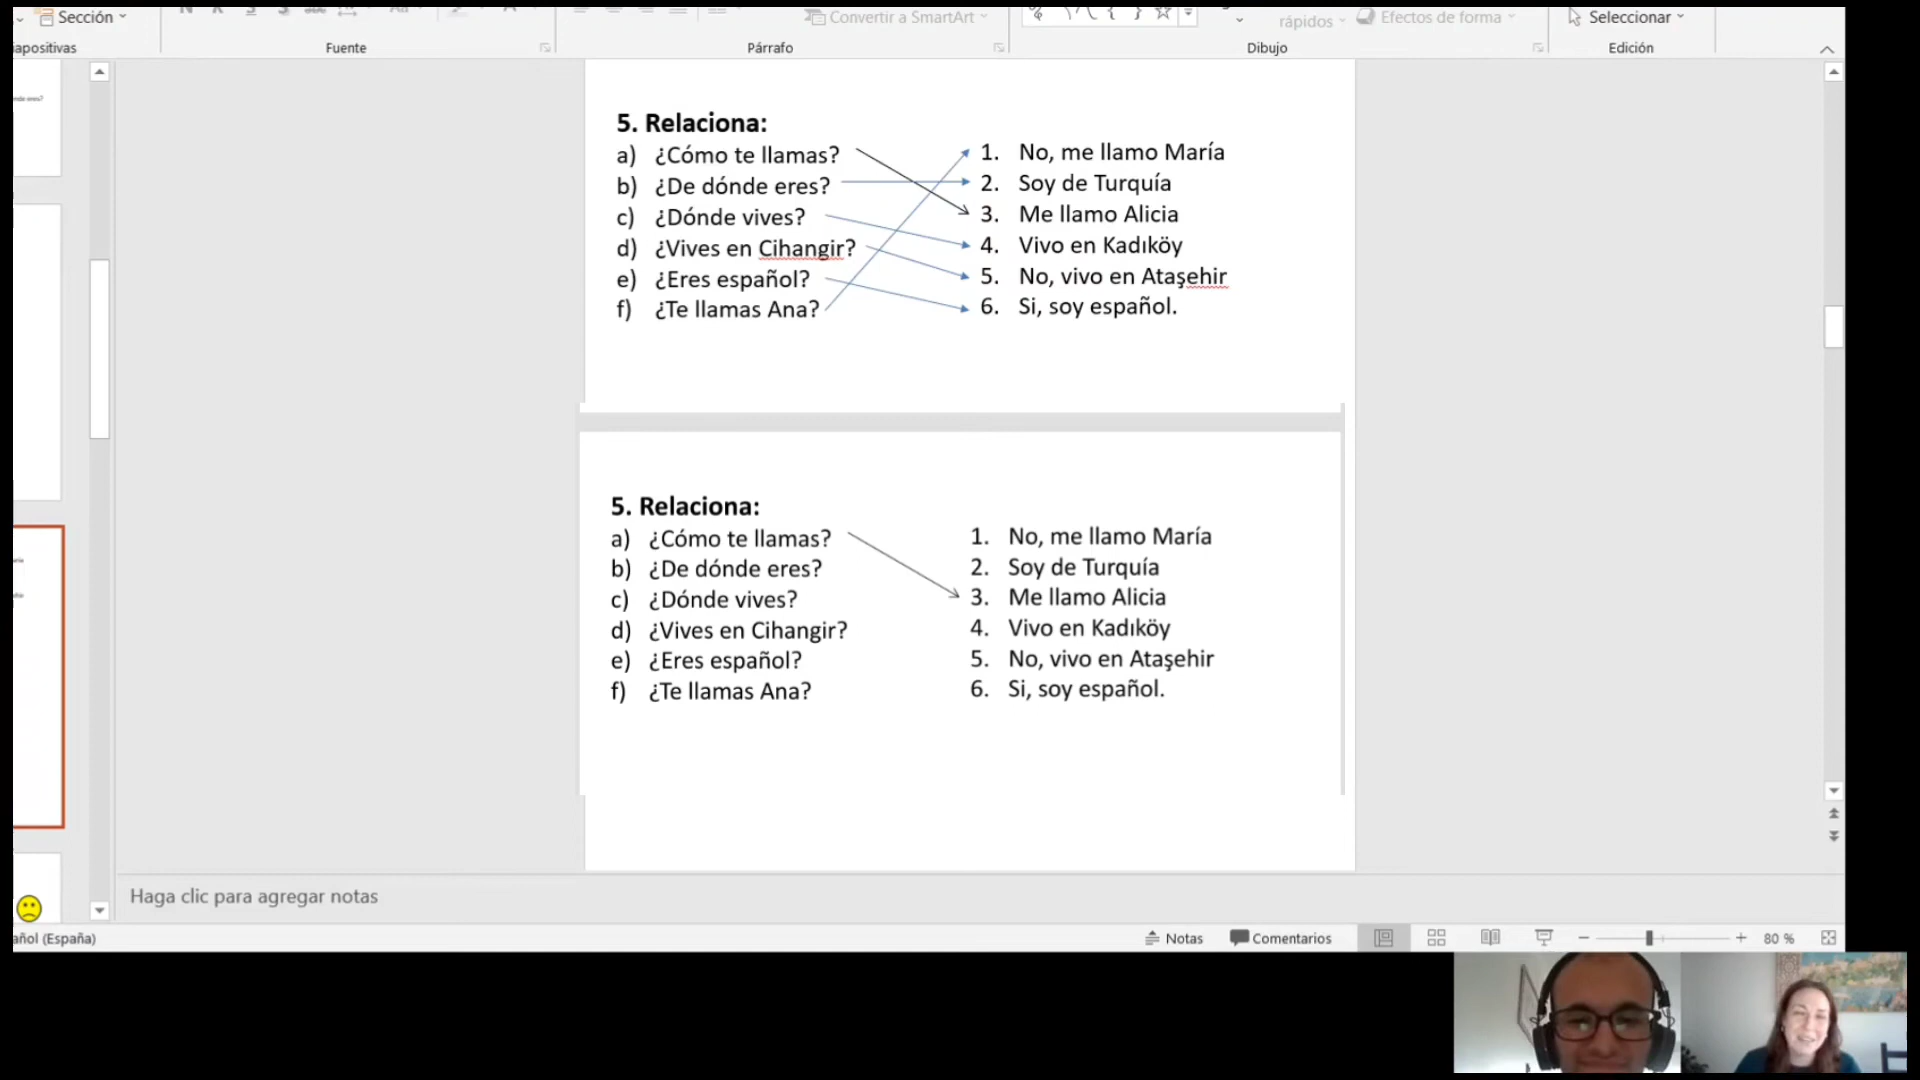 Sección
Convertir a SmartArt
rápidos
Efectos de forma
Seleccionar
Fuente
Párrafo
Dibujo
Edición
5. Relaciona:
a) ¿Cómo te llamas?
b) ¿De dónde eres?
c) ¿Dónde vives?
d) ¿Vives en Cihangir?
e) ¿Eres español?
f) ¿Te llamas Ana?
1. No, me llamo María
2. Soy de Turquía
3. Me llamo Alicia
4. Vivo en Kadıköy
5. No, vivo en Ataşehir
6. Si, soy español.
5. Relaciona:
a) ¿Cómo te llamas?
b) ¿De dónde eres?
c) ¿Dónde vives?
d) ¿Vives en Cihangir?
e) ¿Eres español?
f) ¿Te llamas Ana?
1. No, me llamo María
2. Soy de Turquía
3. Me llamo Alicia
4. Vivo en Kadıköy
5. No, vivo en Ataşehir
6. Si, soy español.
Haga clic para agregar notas
(España)
Notas
Comentarios
80 %